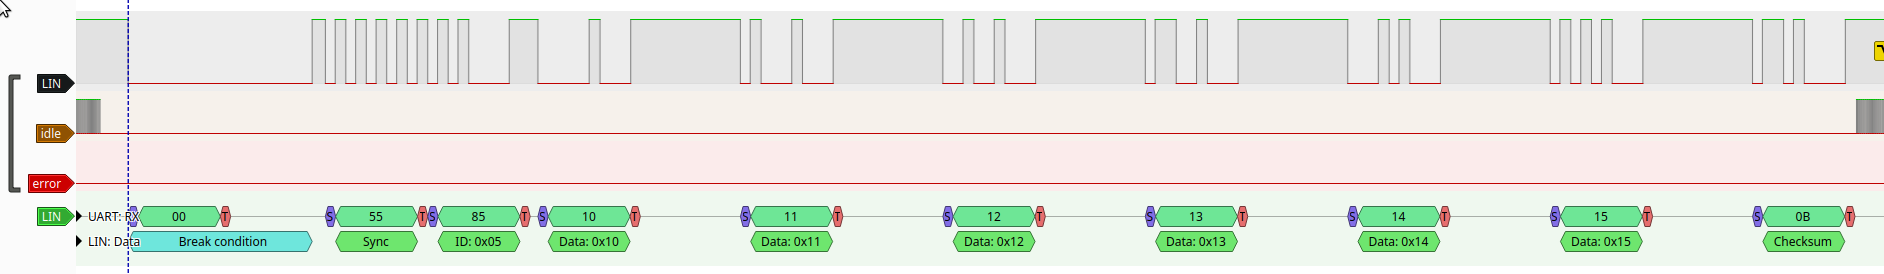 LIN
idle
error
LIN
UART: RX
00 T S 55 T S 85 T S 10 T S 11 T S 12 T S 13 T S 14 T S 15 T S 0B T
LIN: Data
Break condition Sync ID: 0x05 Data: 0x10 Data: 0x11 Data: 0x12 Data: 0x13 Data: 0x14 Data: 0x15 Checksum